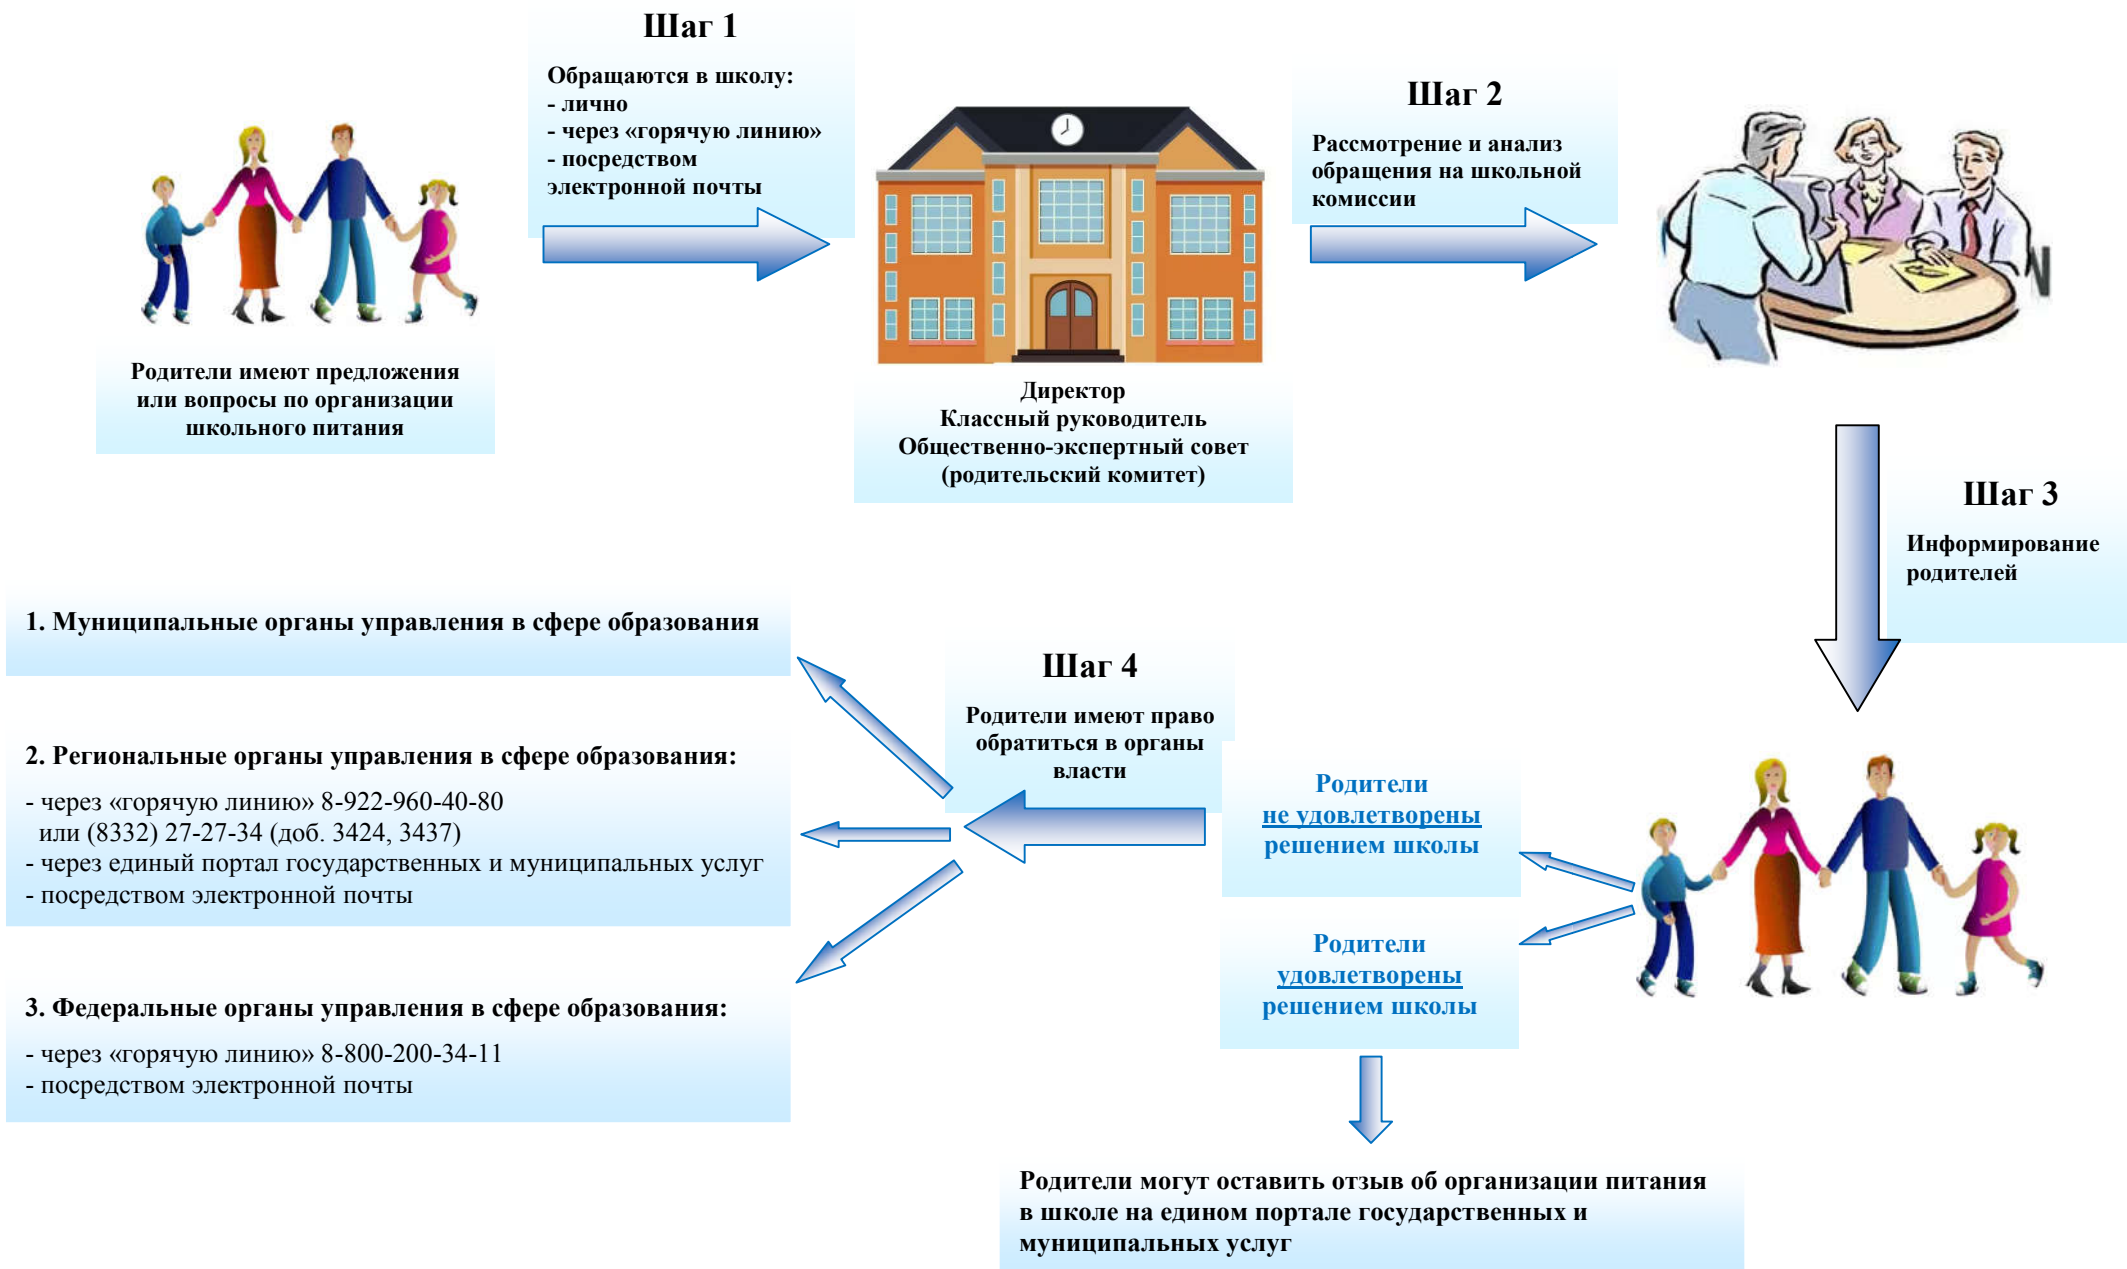 Шаг 1
Обращаются в школу:
- лично
- через «горячую линию»
- посредством
электронной почты
Шаг 2
Рассмотрение и анализ
обращения на школьной
комиссии
Родители имеют предложения
или вопросы по организации
школьного питания
Директор
Классный руководитель
Общественно-экспертный совет
(родительский комитет)
Шаг 3
Информирование
родителей
1. Муниципальные органы управления в сфере образования
2. Региональные органы управления в сфере образования:
- через «горячую линию» 8-922-960-40-80
или (8332) 27-27-34 (доб. 3424, 3437)
- через единый портал государственных и муниципальных услуг
- посредством электронной почты
3. Федеральные органы управления в сфере образования:
- через «горячую линию» 8-800-200-34-11
- посредством электронной почты
Шаг 4
Родители имеют право
обратиться в органы
власти
Родители
не удовлетворены
решением школы
Родители
удовлетворены
решением школы
Родители могут оставить отзыв об организации питания
в школе на едином портале государственных и
муниципальных услуг